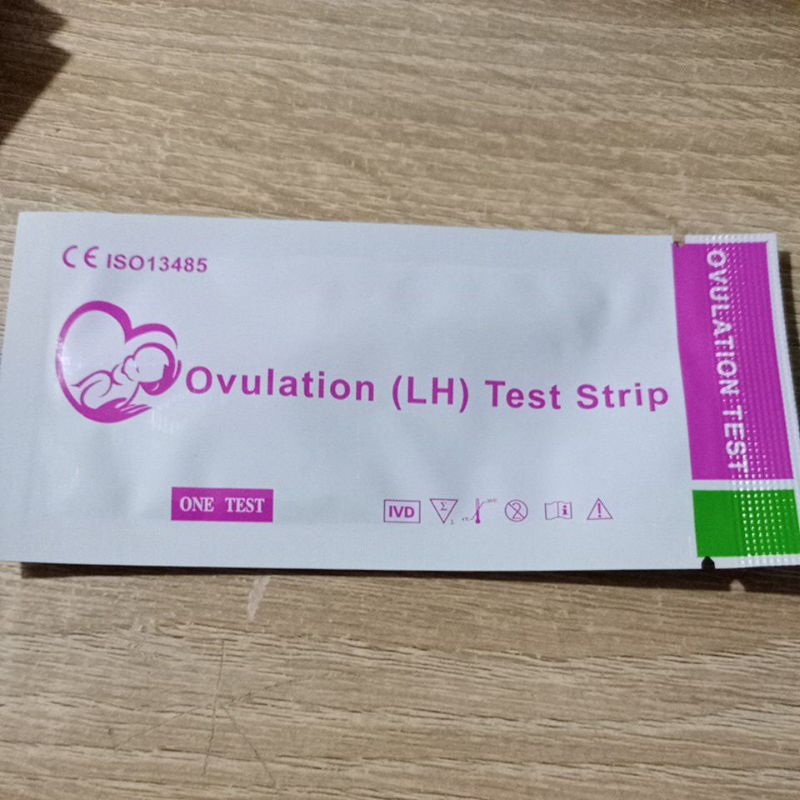 CE ISO13485
Ovulation (LH) Test Strip
ONE TEST
IVD
OVULATION TEST